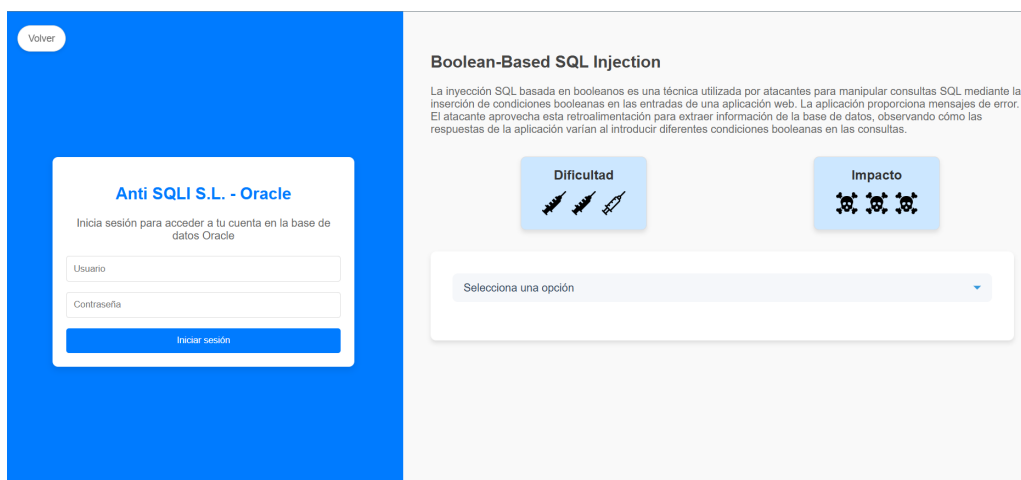 Volver
Anti SQLI S.L. - Oracle
Inicia sesión para acceder a tu cuenta en la base de
datos Oracle
Usuario
Contraseña
Iniciar sesión
Boolean-Based SQL Injection
La inyección SQL basada en booleanos es una técnica utilizada por atacantes para manipular consultas SQL mediante la
inserción de condiciones booleanas en las entradas de una aplicación web. La aplicación proporciona mensajes de error.
El atacante aprovecha esta retroalimentación para extraer información de la base de datos, observando cómo las
respuestas de la aplicación varían al introducir diferentes condiciones booleanas en las consultas.
Dificultad
Impacto
Selecciona una opción